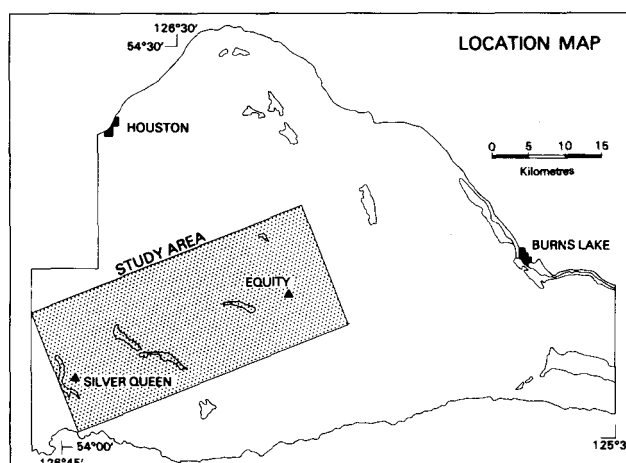 126°30'
54°30'
LOCATION MAP
HOUSTON
0 5 10 15
Kilometres
STUDY AREA
BURNS LAKE
EQUITY
SILVER QUEEN
54°00'
126°45'